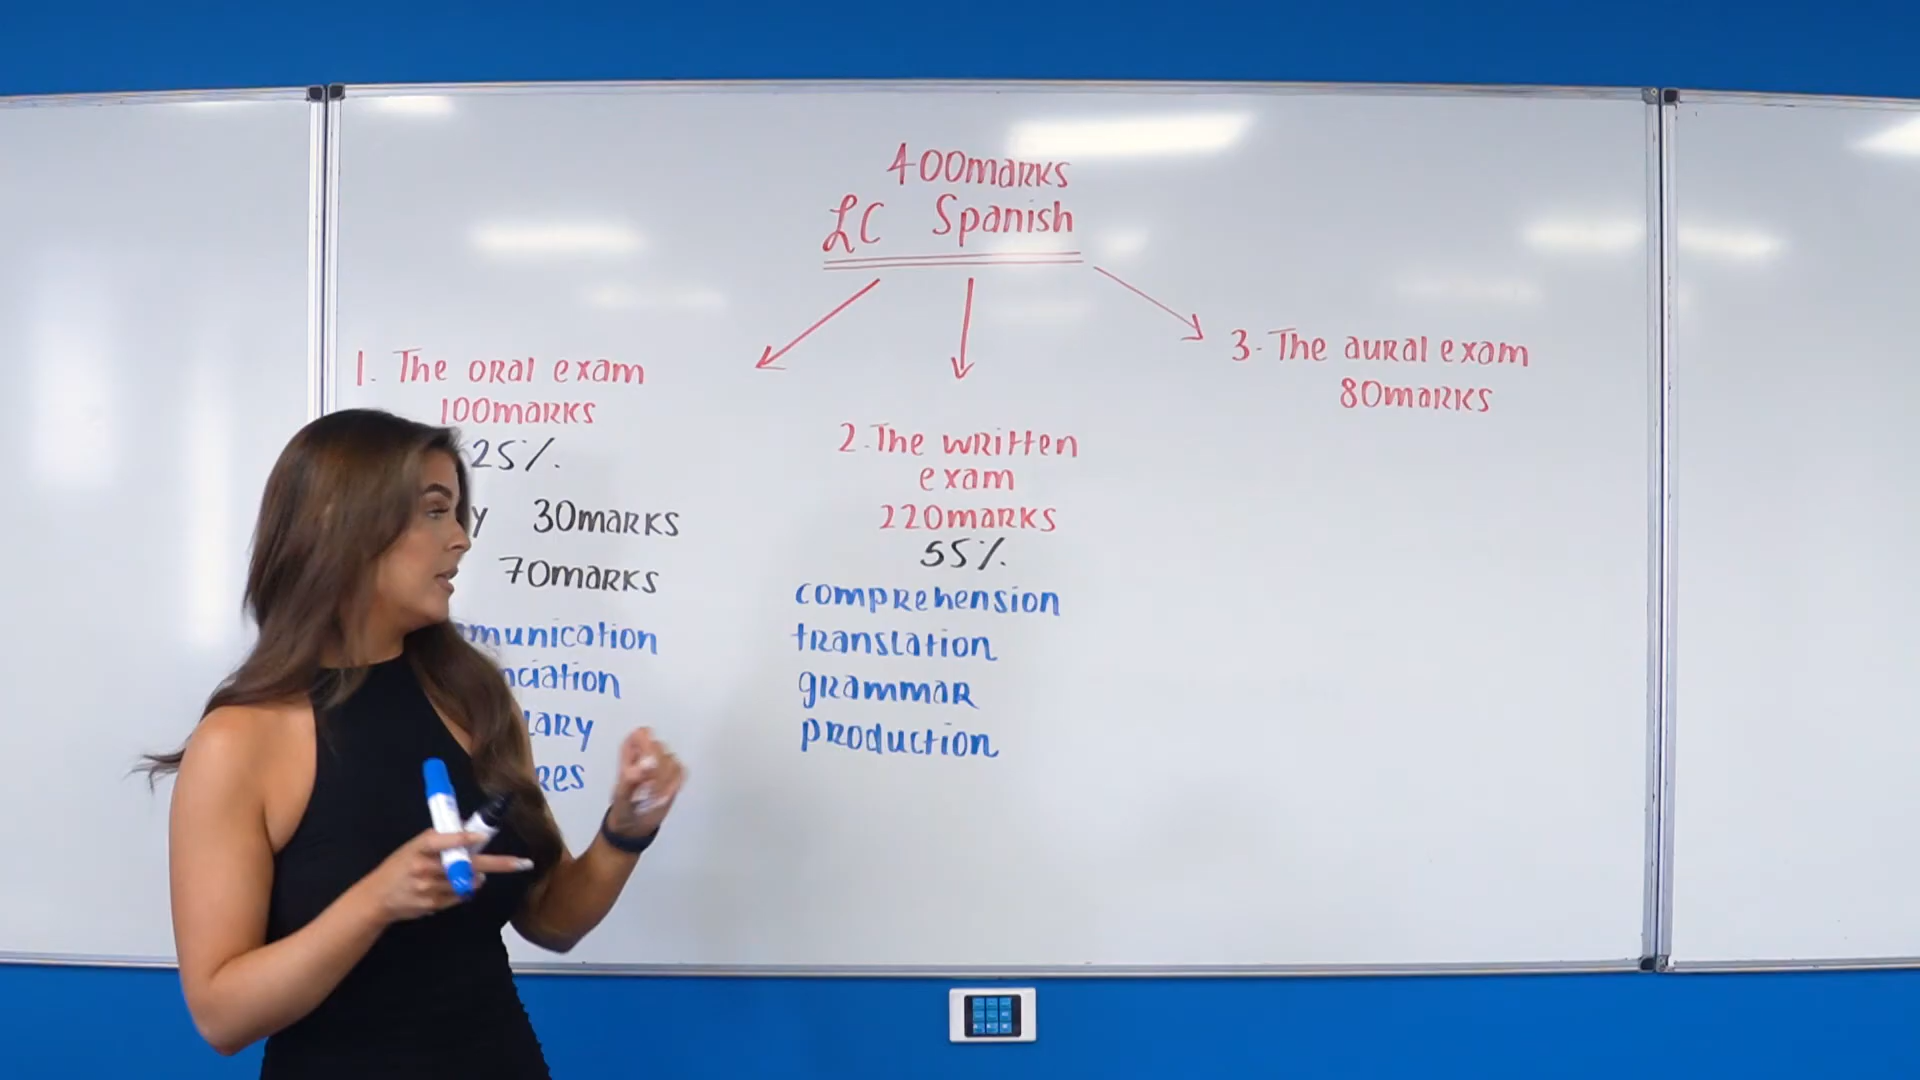 400marks
LC Spanish
1. The oral exam
100marks
25%.
30marks
70marks
2. The written
exam
220marks
55%.
comprehension
translation
grammar
production
3. The aural exam
80marks